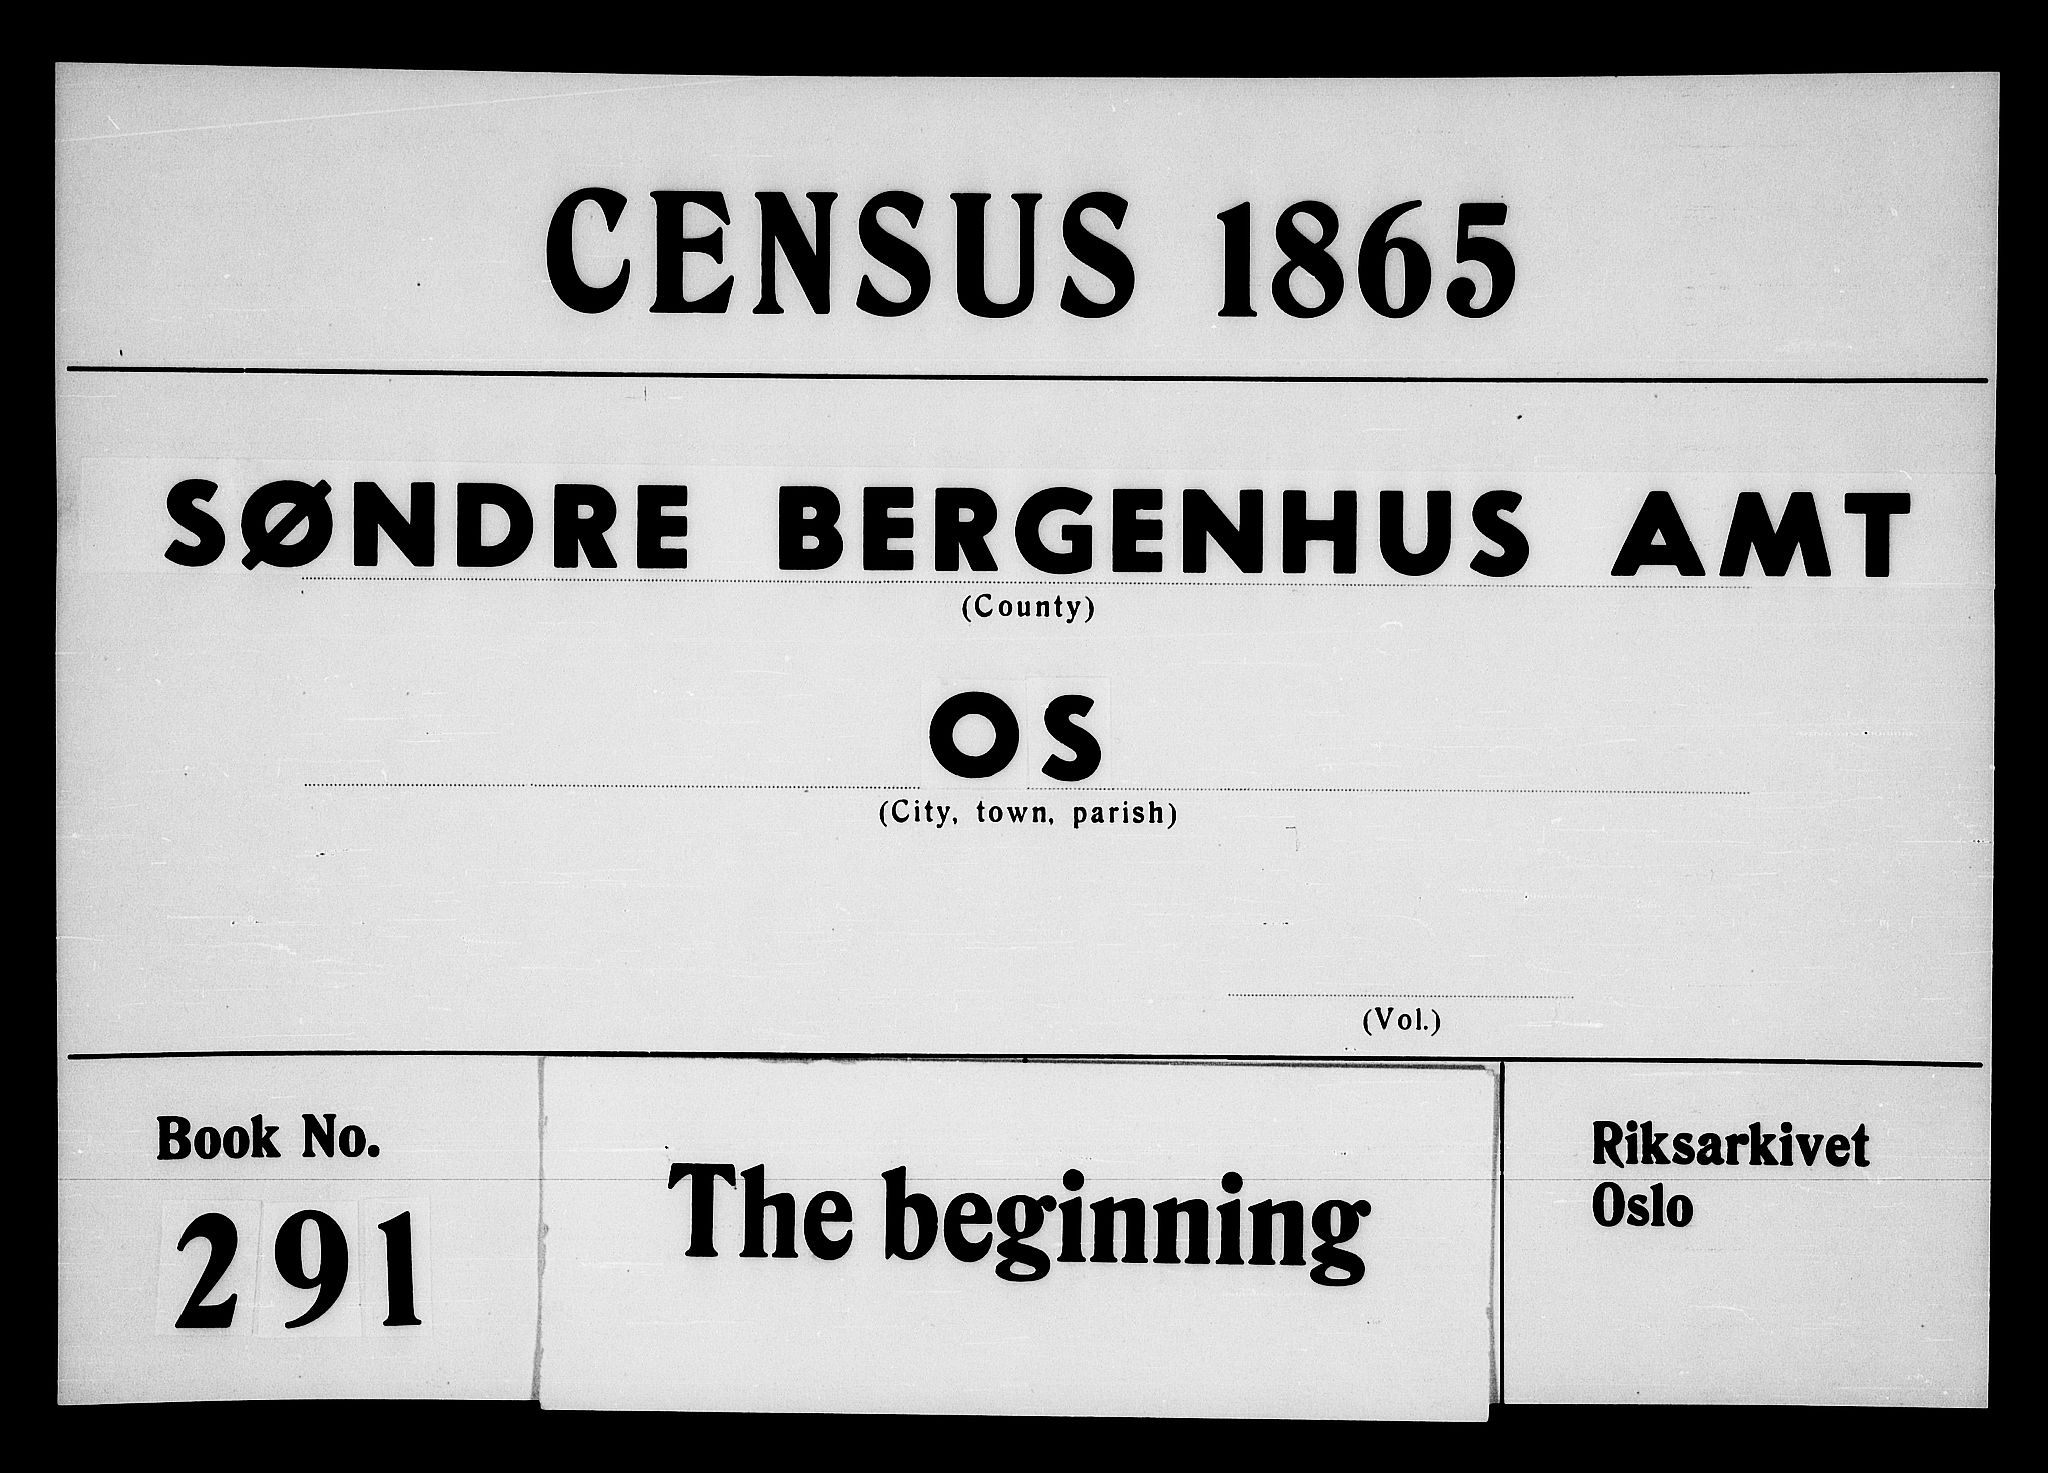 CENSUS 1865
SØNDRE BERGENHUS AMT
(County)
OS
(City, town, parish)
(Vol.)
Book No.
291
The beginning
Riksarkivet
Oslo